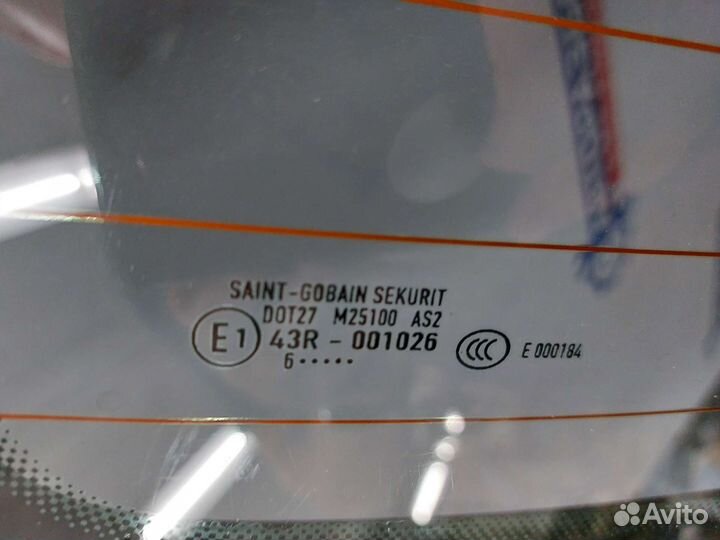 SAINT-GOBAIN SEKURIT
DOT27 M25100 AS2
E1 43R - 001026
6•••••
CCC E 000184
Avito